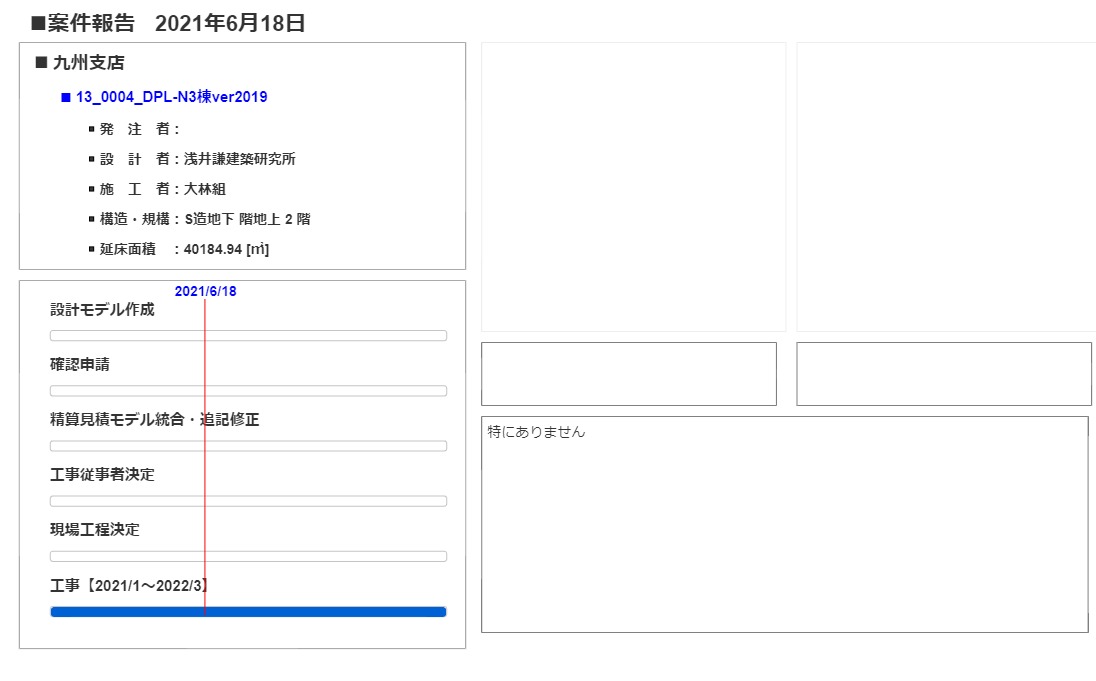 ■案件報告 2021年6月18日
■ 九州支店
■ 13_0004_DPL-N3棟ver2019
▪ 発 注 者：
▪ 設 計 者：浅井謙建築研究所
▪ 施 工 者：大林組
▪ 構造・規構：S造地下 階地上 2 階
▪ 延床面積 ：40184.94 [㎡]
2021/6/18
設計モデル作成
確認申請
精算見積モデル統合・追記修正
工事従事者決定
現場工程決定
工事【2021/1～2022/3】
特にありません